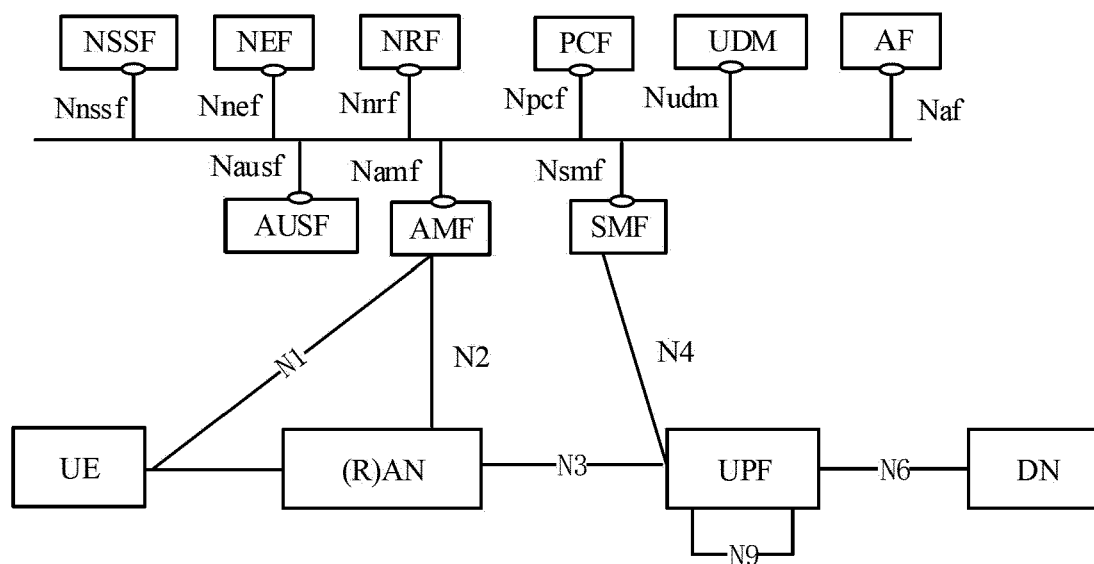 NSSF NEF NRF PCF UDM AF
Nnssf Nnef Nnrf Npcf Nudm Naf
Nausf Namf Nsmf
AUSF AMF SMF
N1 N2 N4
UE (R)AN N3 UPF N6 DN
N9